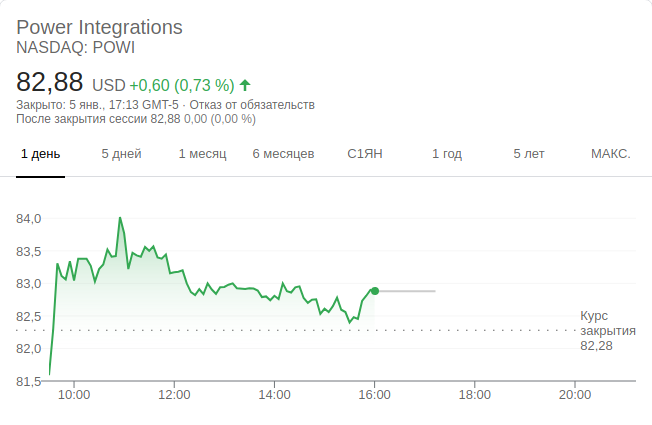 Power Integrations
NASDAQ: POWI
82,88 USD +0,60 (0,73 %)
Закрыто: 5 янв., 17:13 GMT-5 · Отказ от обязательств
После закрытия сессии 82,88 0,00 (0,00 %)
1 день 5 дней 1 месяц 6 месяцев С1ЯН 1 год 5 лет МАКС.
84,0
83,5
83,0
82,5
82,0
81,5
Курс
закрытия
82,28
10:00 12:00 14:00 16:00 18:00 20:00